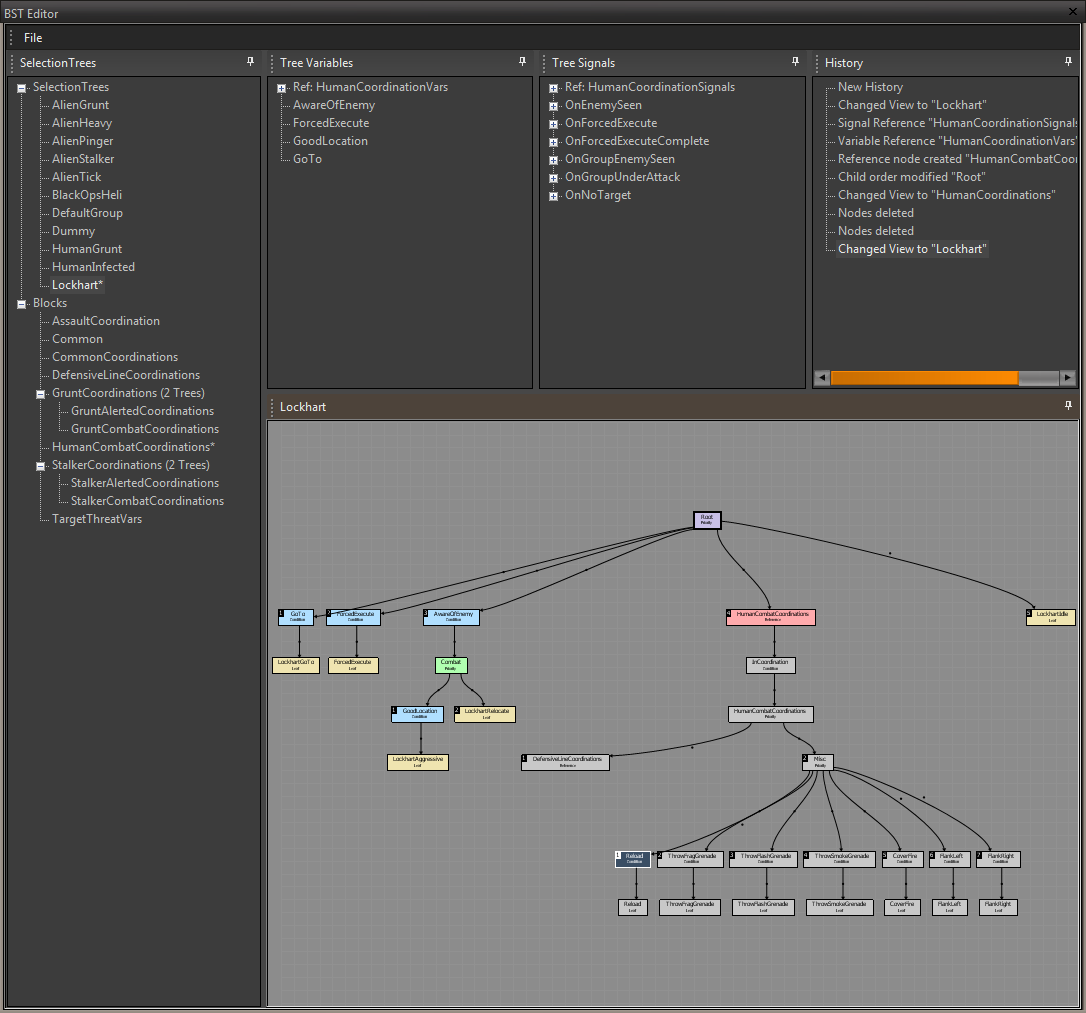 BST Editor
File
SelectionTrees
Tree Variables
Tree Signals
History
SelectionTrees
AlienGrunt
AlienHeavy
AlienPinger
AlienStalker
AlienTick
BlackOpsHeli
DefaultGroup
Dummy
HumanGrunt
HumanInfected
Lockhart*
Blocks
AssaultCoordination
Common
CommonCoordinations
DefensiveLineCoordinations
GruntCoordinations (2 Trees)
GruntAlertedCoordinations
GruntCombatCoordinations
HumanCombatCoordinations*
StalkerCoordinations (2 Trees)
StalkerAlertedCoordinations
StalkerCombatCoordinations
TargetThreatVars
Ref: HumanCoordinationVars
AwareOfEnemy
ForcedExecute
GoodLocation
GoTo
Ref: HumanCoordinationSignals
OnEnemySeen
OnForcedExecute
OnForcedExecuteComplete
OnGroupEnemySeen
OnGroupUnderAttack
OnNoTarget
New History
Changed View to "Lockhart"
Signal Reference "HumanCoordinationSignals
Variable Reference "HumanCoordinationVars"
Reference node created "HumanCombatCoor
Child order modified "Root"
Changed View to "HumanCoordinations"
Nodes deleted
Nodes deleted
Changed View to "Lockhart"
Lockhart
Root
Priority
1 GoTo
Condition
2 ForcedExecute
Condition
3 AwareOfEnemy
Condition
4 HumanCombatCoordinations
Reference
5 LockhartIdle
Leaf
LockhartGoTo
Leaf
ForcedExecute
Leaf
Combat
Priority
InCoordination
Condition
1 GoodLocation
Condition
2 LockhartRelocate
Leaf
HumanCombatCoordinations
Priority
LockhartAggressive
Leaf
1 DefensiveLineCoordinations
Reference
2 Misc
Priority
1 Reload
Condition
2 ThrowFragGrenade
Condition
3 ThrowFlashGrenade
Condition
4 ThrowSmokeGrenade
Condition
5 CoverFire
Condition
6 FlankLeft
Condition
7 FlankRight
Condition
Reload
Leaf
ThrowFragGrenade
Leaf
ThrowFlashGrenade
Leaf
ThrowSmokeGrenade
Leaf
CoverFire
Leaf
FlankLeft
Leaf
FlankRight
Leaf